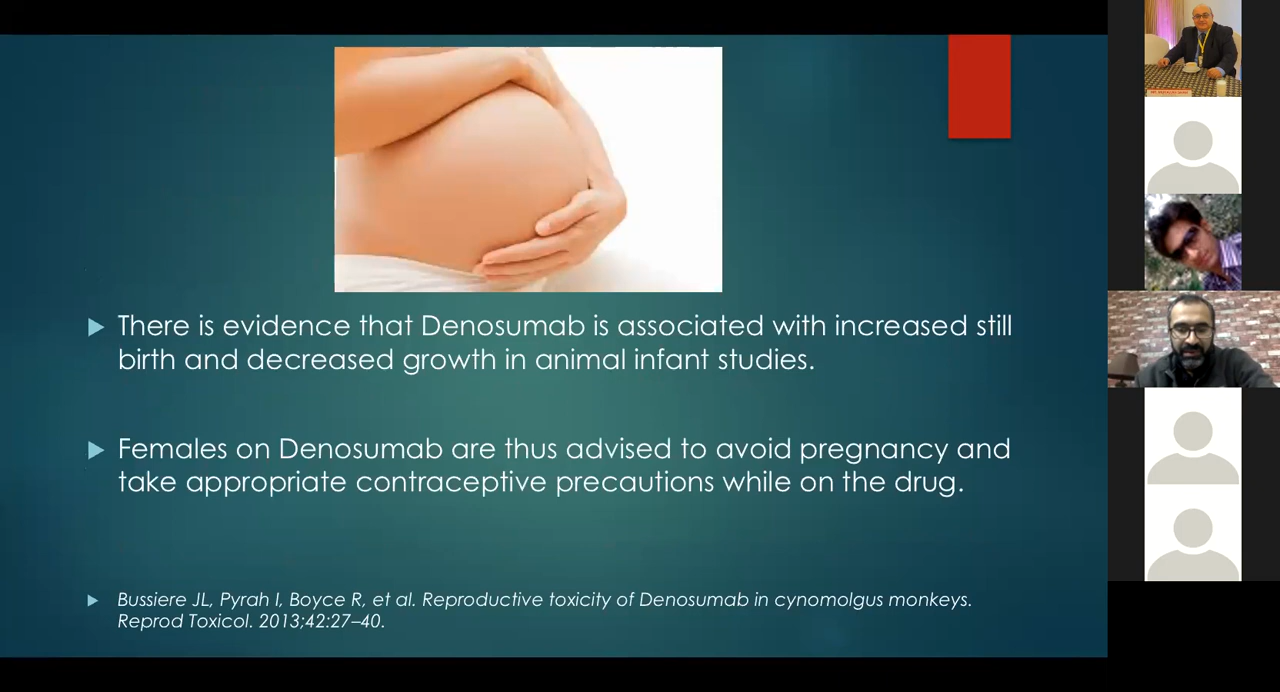 There is evidence that Denosumab is associated with increased still
birth and decreased growth in animal infant studies.
Females on Denosumab are thus advised to avoid pregnancy and
take appropriate contraceptive precautions while on the drug.
Bussiere JL, Pyrah I, Boyce R, et al. Reproductive toxicity of Denosumab in cynomolgus monkeys.
Reprod Toxicol. 2013;42:27–40.